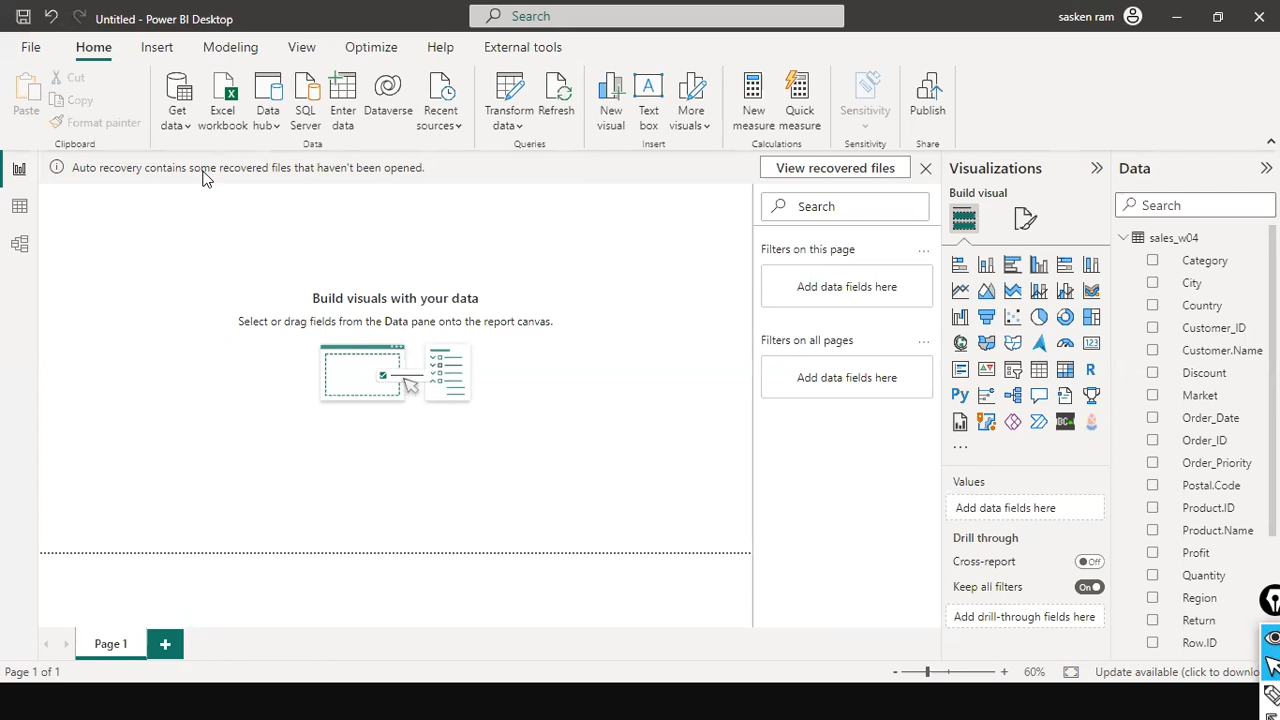 Untitled - Power BI Desktop
Search
sasken ram
File
Home
Insert
Modeling
View
Optimize
Help
External tools
Paste
Cut
Copy
Format painter
Clipboard
Get
data
Excel
workbook
Data
hub
SQL
Server
Enter
data
Dataverse
Recent
sources
Data
Transform
data
Refresh
Queries
New
visual
Text
box
More
visuals
Insert
New
measure
Quick
measure
Calculations
Sensitivity
Sensitivity
Publish
Share
Auto recovery contains some recovered files that haven't been opened.
View recovered files
Build visuals with your data
Select or drag fields from the Data pane onto the report canvas.
Search
Filters on this page
Add data fields here
Filters on all pages
Add data fields here
Visualizations
Build visual
123
R
Py
Values
Add data fields here
Drill through
Cross-report
Off
Keep all filters
On
Add drill-through fields here
Data
Search
sales_w04
Category
City
Country
Customer_ID
Customer.Name
Discount
Market
Order_Date
Order_ID
Order_Priority
Postal.Code
Product.ID
Product.Name
Profit
Quantity
Region
Return
Row.ID
Page 1
Page 1 of 1
60%
Update available (click to downlo